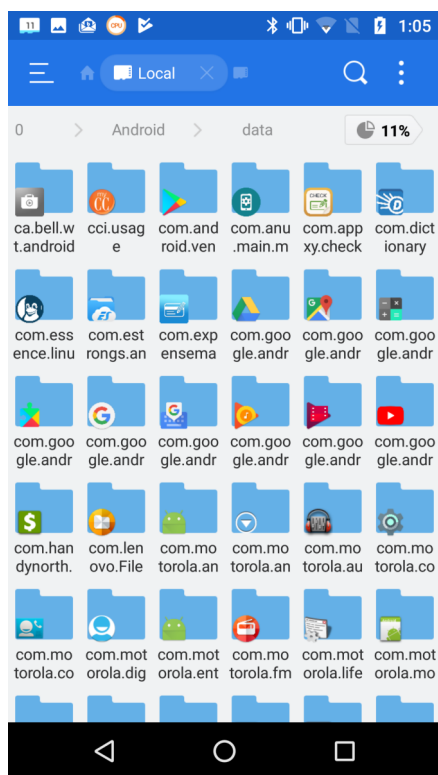 11
CPU
1:05
Local
0 > Android > data
11%
ca.bell.w
t.android
cci.usag
e
com.and
roid.ven
com.anu
.main.m
CHECK
com.app
xy.check
com.dict
ionary
com.ess
ence.linu
com.est
rongs.an
com.exp
ensema
com.goo
gle.andr
com.goo
gle.andr
com.goo
gle.andr
com.goo
gle.andr
com.goo
gle.andr
com.goo
gle.andr
com.goo
gle.andr
com.goo
gle.andr
com.goo
gle.andr
com.han
dynorth.
com.len
ovo.File
com.mo
torola.an
com.mo
torola.an
com.mo
torola.au
com.mo
torola.co
com.mo
torola.co
com.mot
orola.dig
com.mot
orola.ent
com.mo
torola.fm
com.mot
orola.life
com.mot
orola.mo